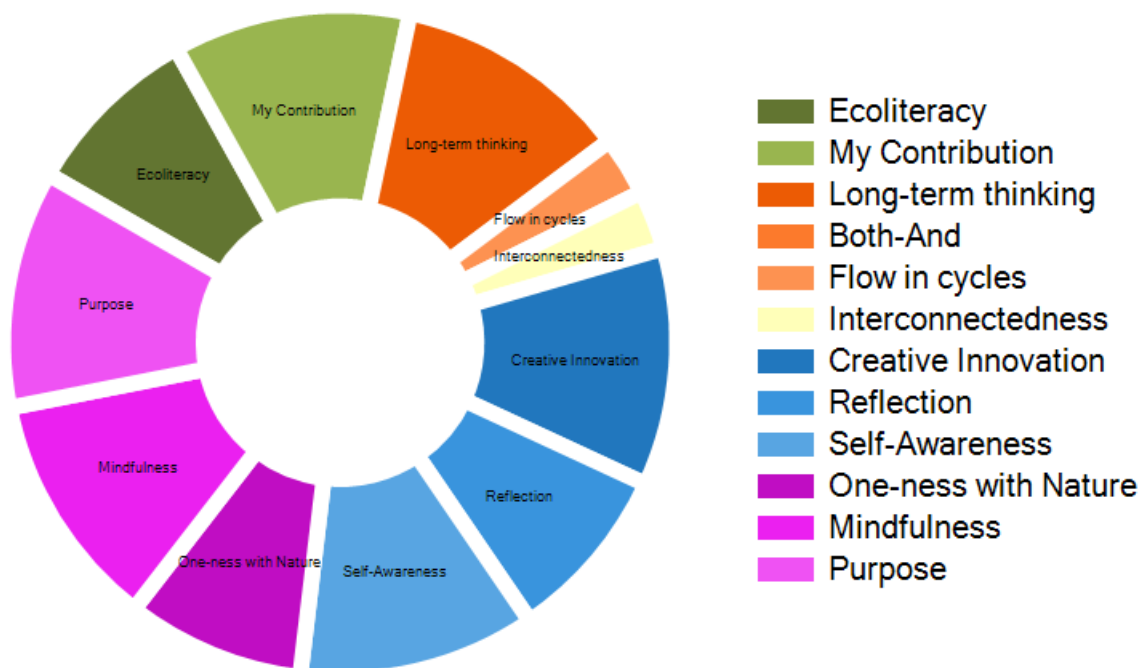 My Contribution
Long-term thinking
Ecoliteracy
Flow in cycles
Interconnectedness
Purpose
Creative Innovation
Mindfulness
Reflection
One-ness with Nature
Self-Awareness
Ecoliteracy
My Contribution
Long-term thinking
Both-And
Flow in cycles
Interconnectedness
Creative Innovation
Reflection
Self-Awareness
One-ness with Nature
Mindfulness
Purpose